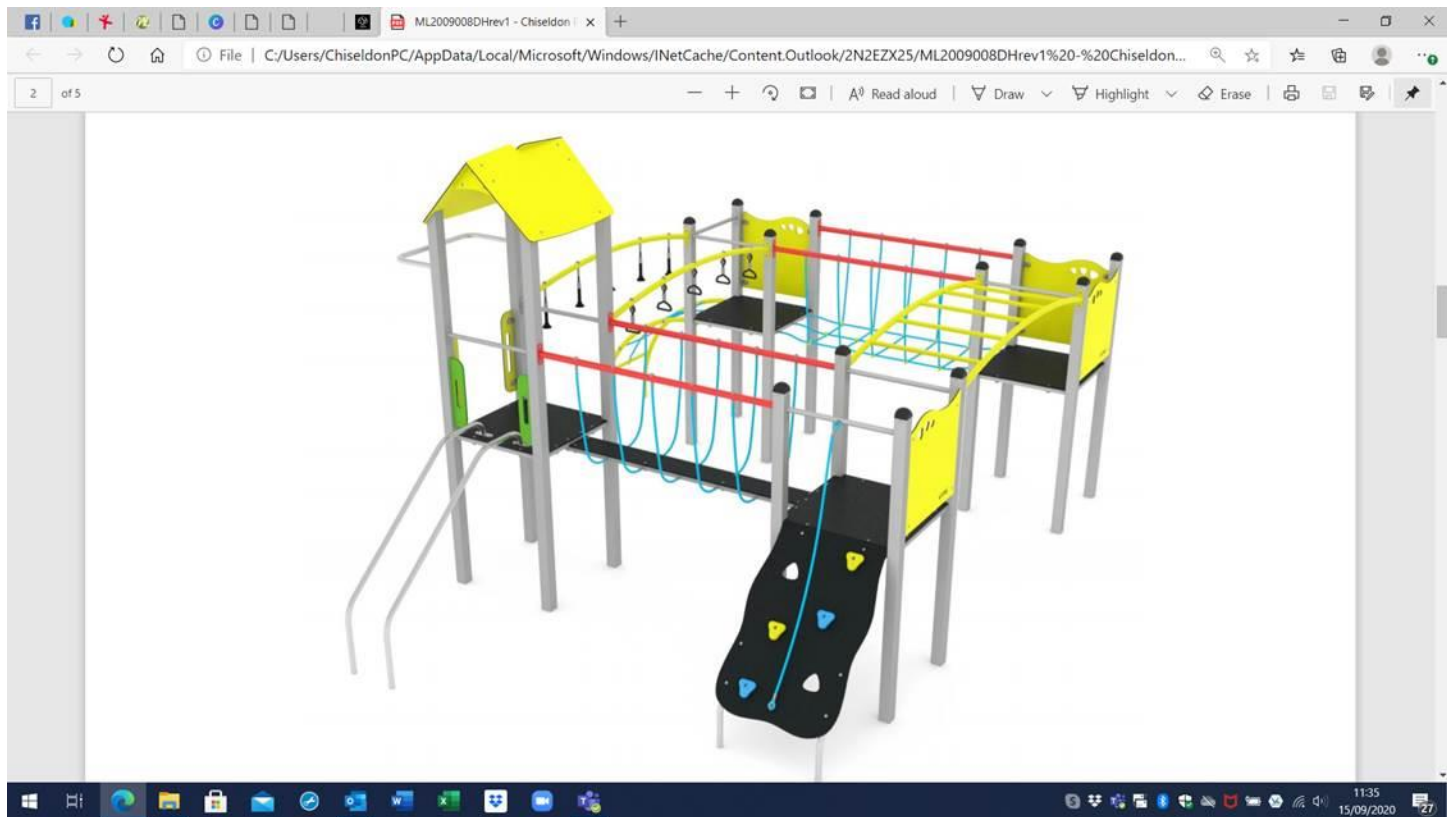 ML2009008DHrev1 - Chiseldon
File | C:/Users/ChiseldonPC/AppData/Local/Microsoft/Windows/INetCache/Content.Outlook/2N2EZX25/ML2009008DHrev1%20-%20Chiseldon...
2 of 5
Read aloud
Draw
Highlight
Erase
11:35
15/09/2020
27